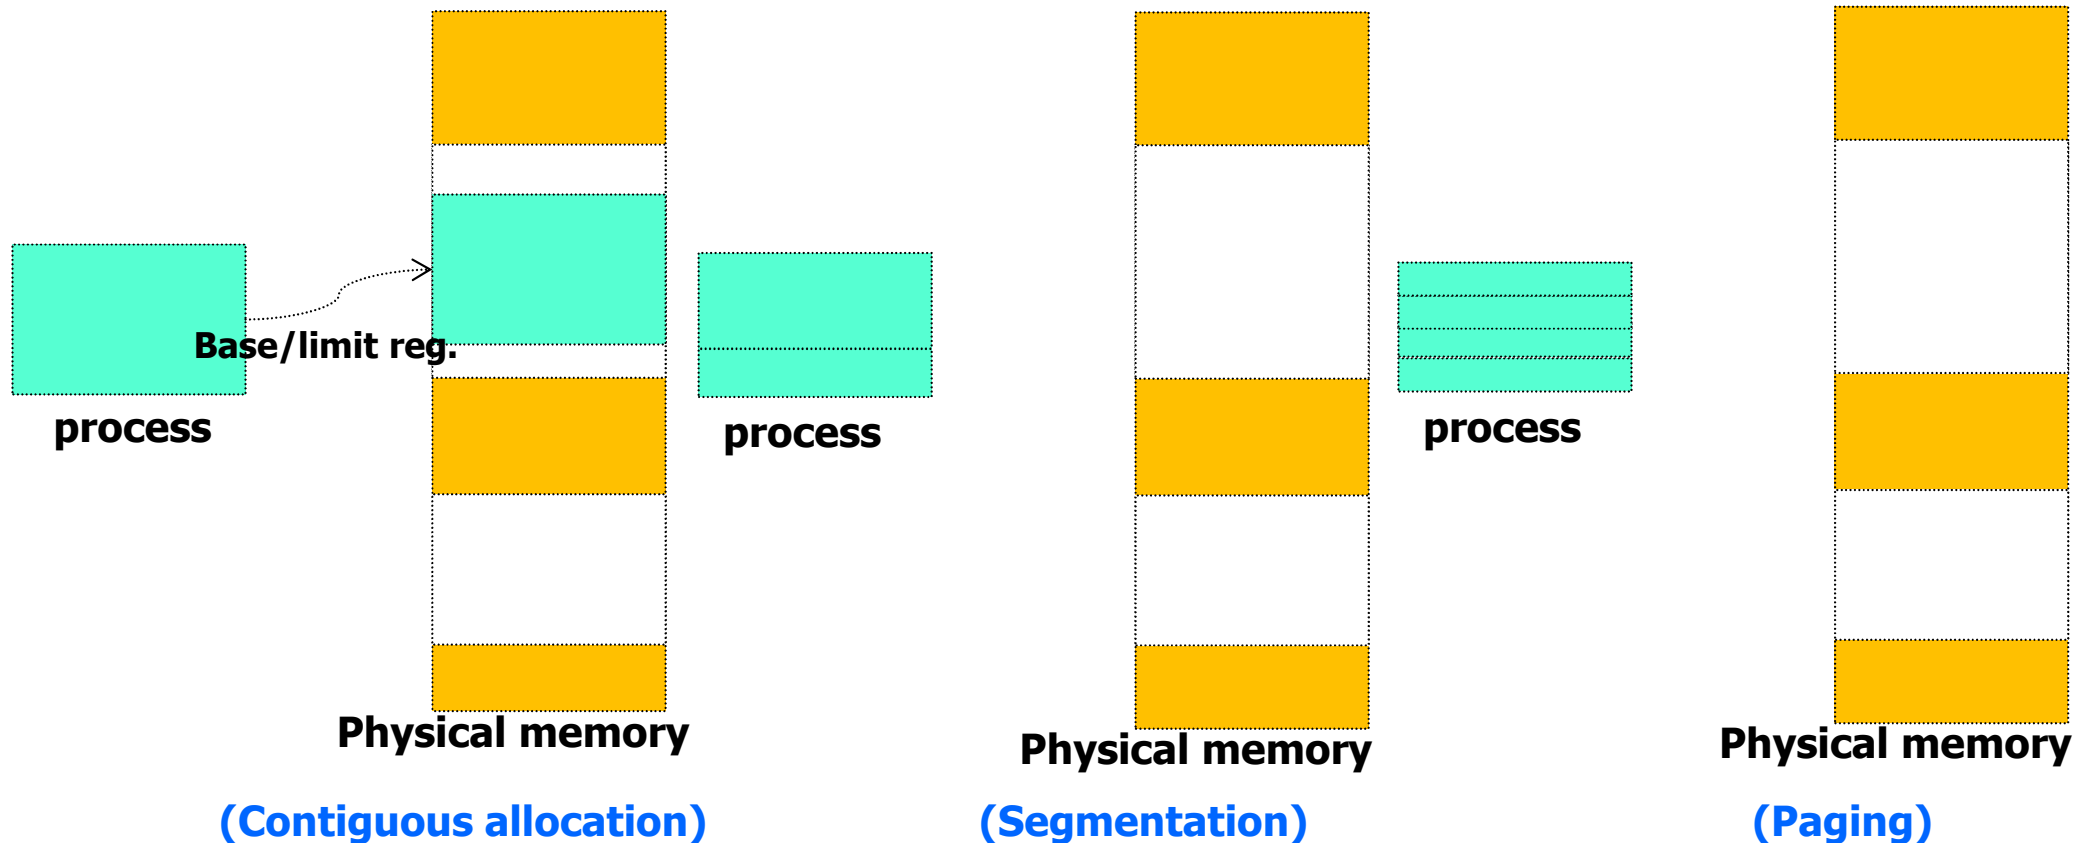 Base/limit reg.
process
process
process
Physical memory
Physical memory
Physical memory
(Contiguous allocation)
(Segmentation)
(Paging)